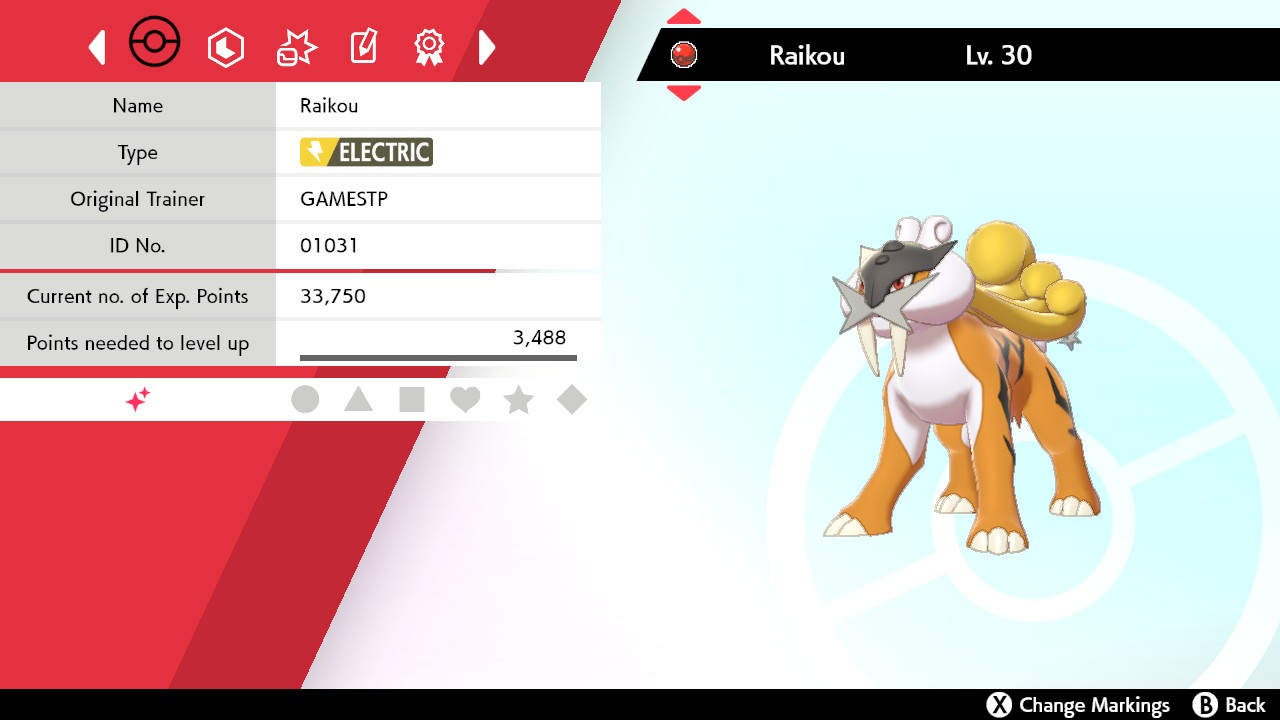 Raikou Lv. 30
Name Raikou
Type ELECTRIC
Original Trainer GAMESTP
ID No. 01031
Current no. of Exp. Points 33,750
Points needed to level up 3,488
X Change Markings B Back